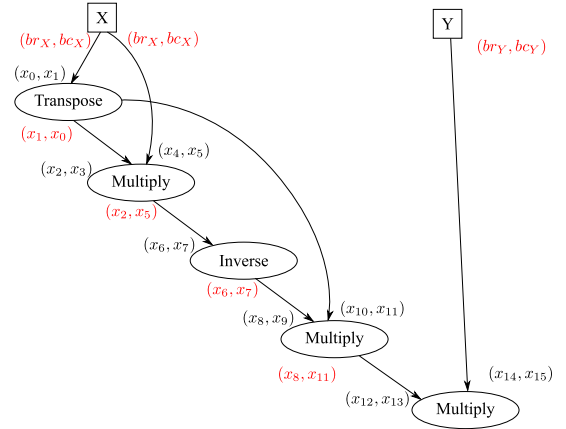 X
Y
(br_X, bc_X)
(br_X, bc_X)
(br_Y, bc_Y)
(x_0, x_1)
Transpose
(x_1, x_0)
(x_2, x_3)
(x_4, x_5)
Multiply
(x_2, x_5)
(x_6, x_7)
Inverse
(x_6, x_7)
(x_8, x_9)
(x_10, x_11)
Multiply
(x_8, x_11)
(x_12, x_13)
(x_14, x_15)
Multiply